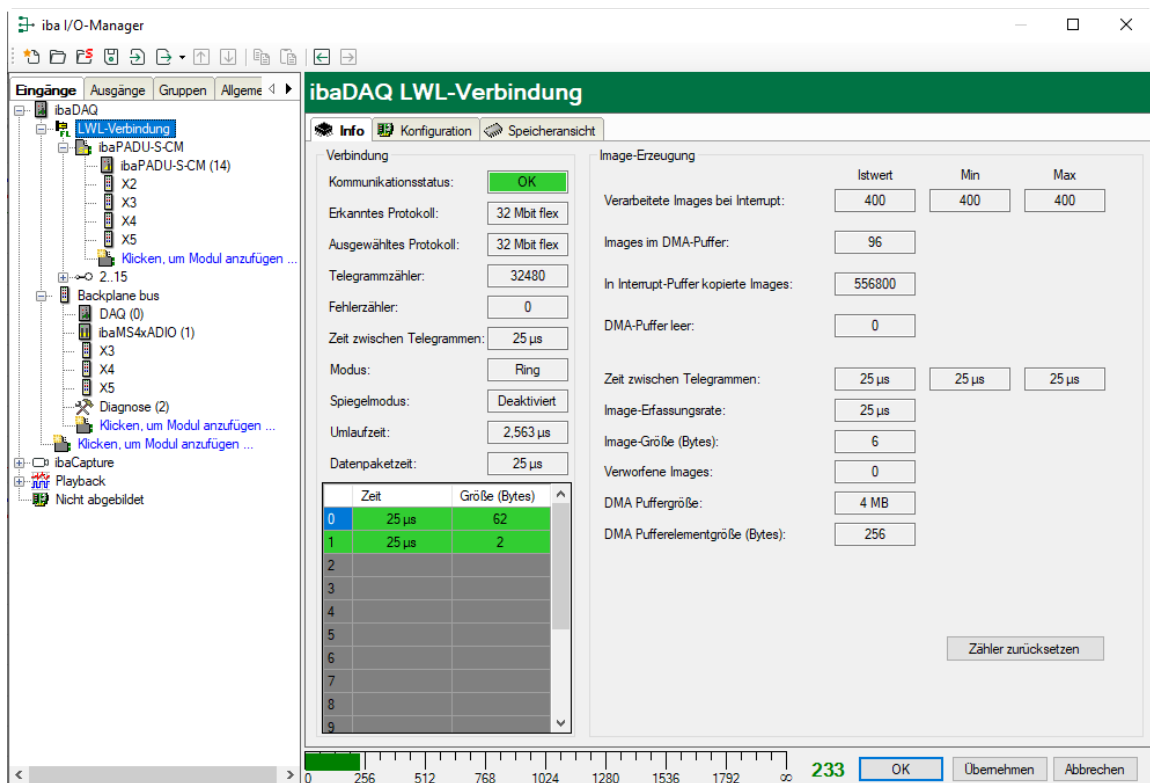 iba I/O-Manager
Eingänge Ausgänge Gruppen Allgeme
ibaDAQ
LWL-Verbindung
ibaPADU-S-CM
ibaPADU-S-CM (14)
X2
X3
X4
X5
Klicken, um Modul anzufügen ...
2..15
Backplane bus
DAQ (0)
ibaMS4xADIO (1)
X3
X4
X5
Diagnose (2)
Klicken, um Modul anzufügen ...
Klicken, um Modul anzufügen ...
ibaCapture
Playback
Nicht abgebildet
ibaDAQ LWL-Verbindung
Info Konfiguration Speicheransicht
Verbindung
Kommunikationsstatus: OK
Erkanntes Protokoll: 32 Mbit flex
Ausgewähltes Protokoll: 32 Mbit flex
Telegrammzähler: 32480
Fehlerzähler: 0
Zeit zwischen Telegrammen: 25 µs
Modus: Ring
Spiegelmodus: Deaktiviert
Umlaufzeit: 2,563 µs
Datenpaketzeit: 25 µs
Zeit Größe (Bytes)
0 25 µs 62
1 25 µs 2
2
3
4
5
6
7
8
9
Image-Erzeugung
Istwert Min Max
Verarbeitete Images bei Interrupt: 400 400 400
Images im DMA-Puffer: 96
In Interrupt-Puffer kopierte Images: 556800
DMA-Puffer leer: 0
Zeit zwischen Telegrammen: 25 µs 25 µs 25 µs
Image-Erfassungsrate: 25 µs
Image-Größe (Bytes): 6
Verworfene Images: 0
DMA Puffergröße: 4 MB
DMA Pufferelementgröße (Bytes): 256
Zähler zurücksetzen
0 256 512 768 1024 1280 1536 1792 ∞
233 OK Übernehmen Abbrechen